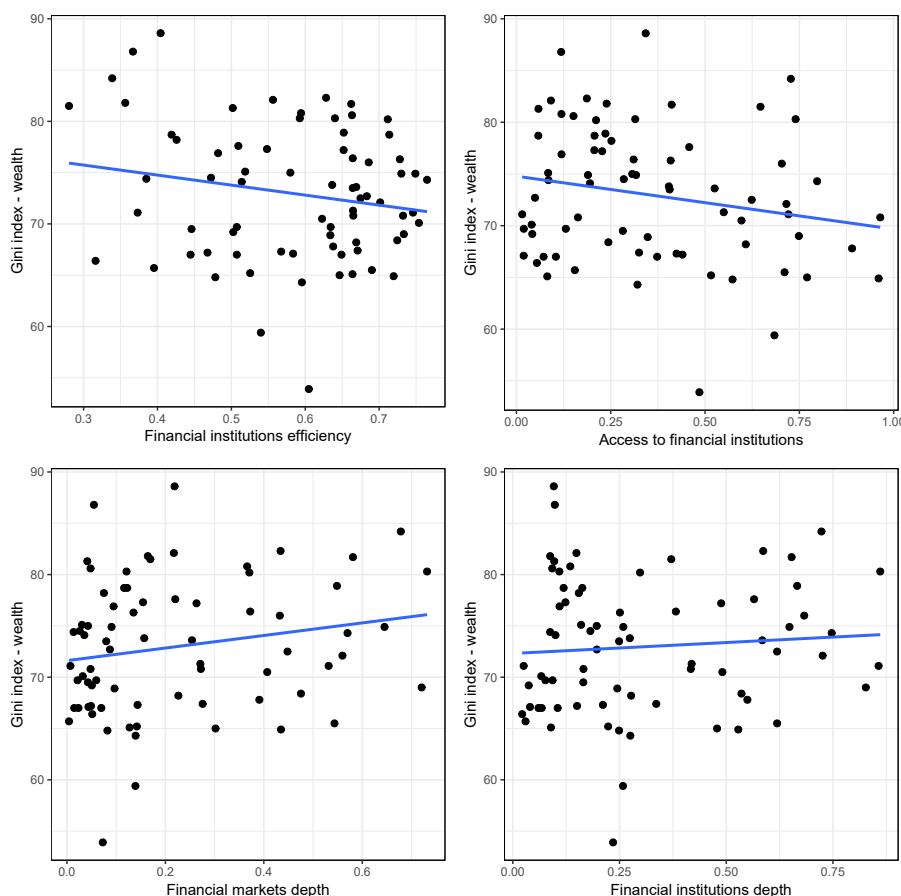 90
80
70
60
Gini index - wealth
0.3 0.4 0.5 0.6 0.7
Financial institutions efficiency
90
80
70
60
Gini index - wealth
0.00 0.25 0.50 0.75 1.00
Access to financial institutions
90
80
70
60
Gini index - wealth
0.0 0.2 0.4 0.6
Financial markets depth
90
80
70
60
Gini index - wealth
0.00 0.25 0.50 0.75
Financial institutions depth